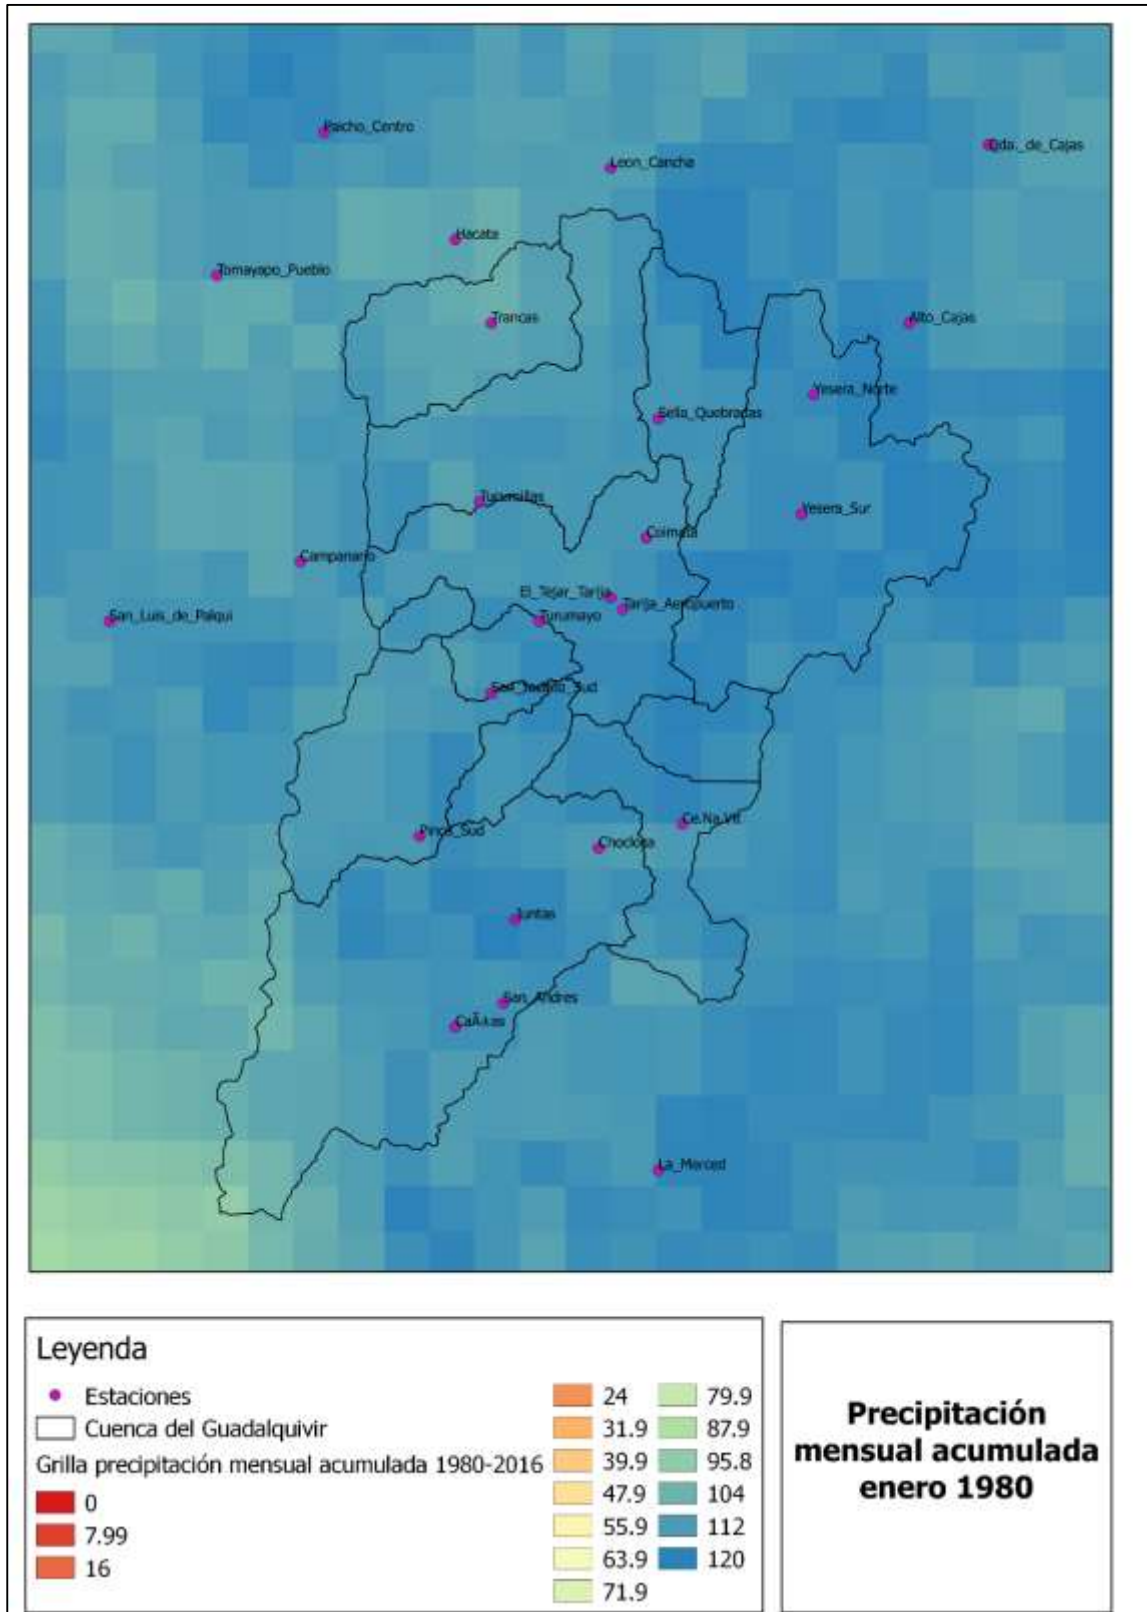 Paicho_Centro
Qda._de_Cajas
Leon_Cancha
Hacata
Tomayapo_Pueblo
Trancas
Alto_Cajas
Yesera_Norte
Sella_Quebradas
Tucumillas
Yesera_Sur
Coimata
Campanario
El_Tejar_Tarija
Tarija_Aeropuerto
San_Luis_de_Palqui
Turumayo
San_Jacinto_Sud
Pinos_Sud
Ce.Na.Vit
Chocloca
Juntas
San_Andres
La_Merced
Leyenda
Estaciones
Cuenca del Guadalquivir
Grilla precipitación mensual acumulada 1980-2016
0
7.99
16
24
31.9
39.9
47.9
55.9
63.9
71.9
79.9
87.9
95.8
104
112
120
Precipitación
mensual acumulada
enero 1980